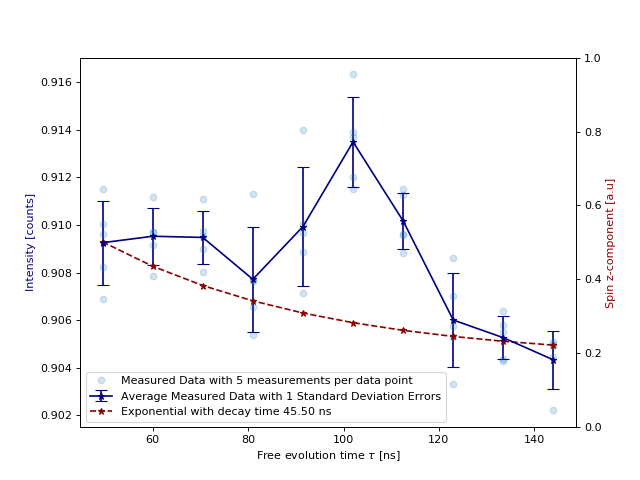 0.916
0.914
0.912
0.910
0.908
0.906
0.904
0.902
Intensity [counts]
1.0
0.8
0.6
0.4
0.2
0.0
Spin z-component [a.u]
Measured Data with 5 measurements per data point
Average Measured Data with 1 Standard Deviation Errors
Exponential with decay time 45.50 ns
60 80 100 120 140
Free evolution time τ [ns]